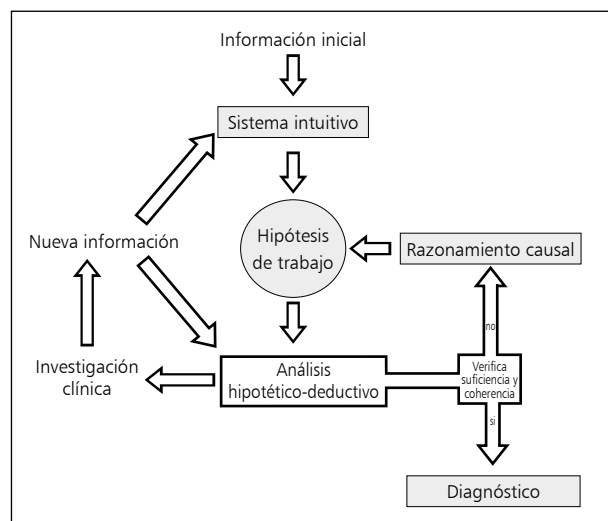 Información inicial
Sistema intuitivo
Nueva información
Hipótesis
de trabajo
Razonamiento causal
no
Investigación
clínica
Análisis
hipotético-deductivo
Verifica
suficiencia y
coherencia
si
Diagnóstico